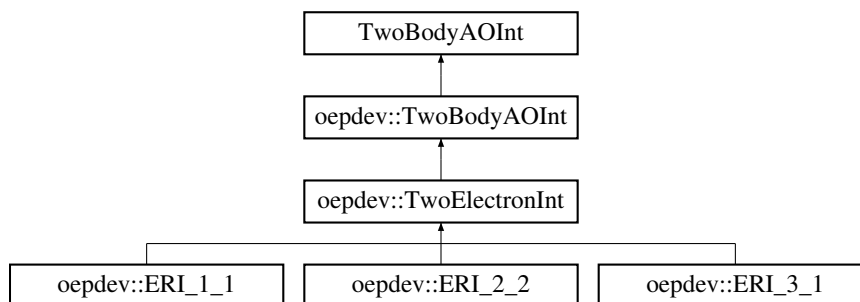 TwoBodyAOInt
oepdev::TwoBodyAOInt
oepdev::TwoElectronInt
oepdev::ERI_1_1
oepdev::ERI_2_2
oepdev::ERI_3_1